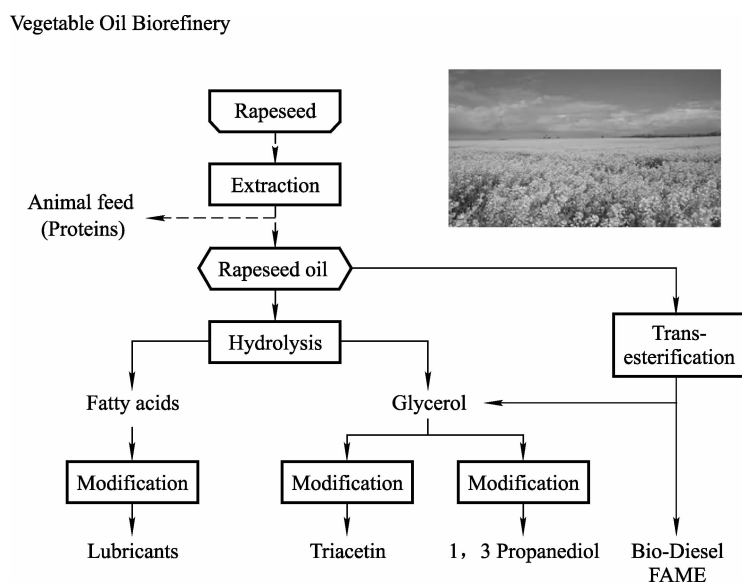 Vegetable Oil Biorefinery
Rapeseed
Extraction
Animal feed
(Proteins)
Rapeseed oil
Hydrolysis
Trans-
esterification
Fatty acids
Glycerol
Modification
Modification
Modification
Lubricants
Triacetin
1，3 Propanediol
Bio-Diesel
FAME